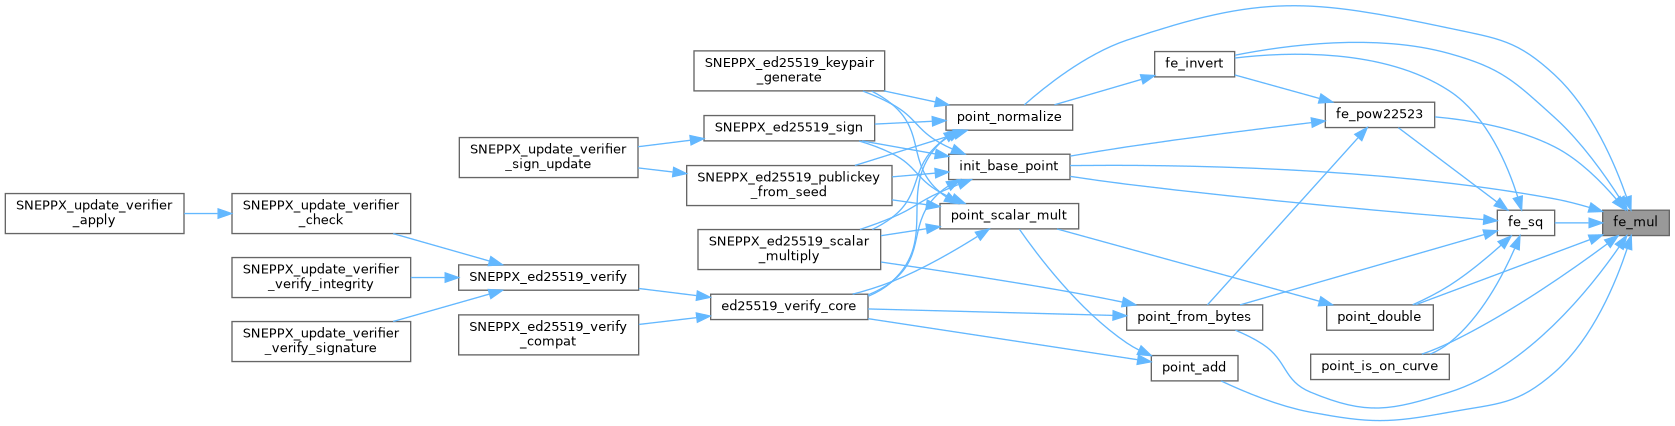 SNEPPX_update_verifier
_apply
SNEPPX_update_verifier
_check
SNEPPX_update_verifier
_verify_integrity
SNEPPX_update_verifier
_verify_signature
SNEPPX_update_verifier
_sign_update
SNEPPX_ed25519_verify
SNEPPX_ed25519_verify
_compat
SNEPPX_ed25519_keypair
_generate
SNEPPX_ed25519_sign
SNEPPX_ed25519_publickey
_from_seed
SNEPPX_ed25519_scalar
_multiply
ed25519_verify_core
point_normalize
init_base_point
point_scalar_mult
fe_invert
point_from_bytes
point_add
fe_pow22523
point_double
point_is_on_curve
fe_sq
fe_mul